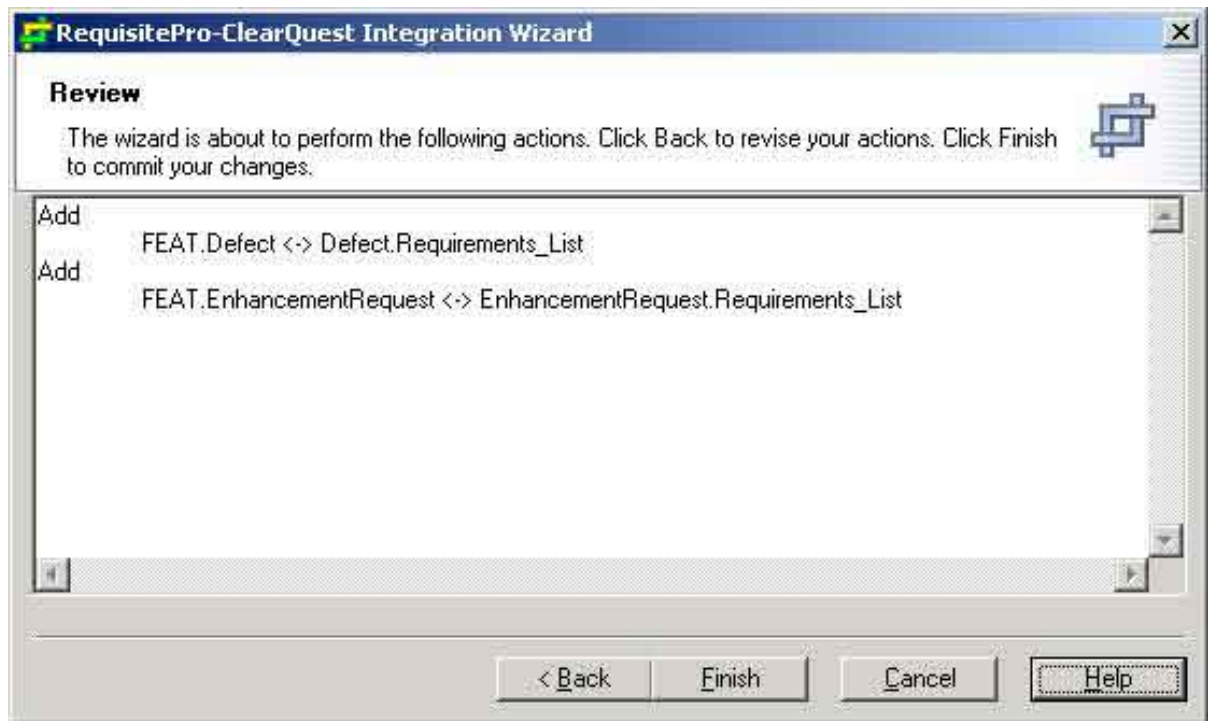 RequisitePro-ClearQuest Integration Wizard
Review
The wizard is about to perform the following actions. Click Back to revise your actions. Click Finish
to commit your changes.
Add
FEAT.Defect <-> Defect.Requirements_List
Add
FEAT.EnhancementRequest <-> EnhancementRequest.Requirements_List
< Back Finish Cancel Help